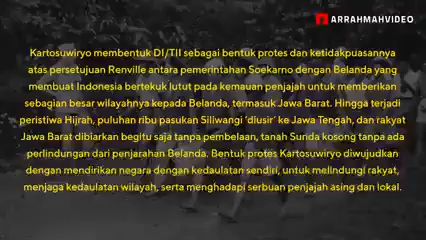 ARRAHMAHVIDEO
Kartosuwiryo membentuk DI/TII sebagai bentuk protes dan ketidakpuasannya
atas persetujuan Renville antara pemerintahan Soekarno dengan Belanda yang
membuat Indonesia bertekuk lutut pada kemauan penjajah untuk memberikan
sebagian besar wilayahnya kepada Belanda, termasuk Jawa Barat. Hingga terjadi
peristiwa Hijrah, puluhan ribu pasukan Siliwangi 'diusir' ke Jawa Tengah, dan rakyat
Jawa Barat dibiarkan begitu saja tanpa pembelaan, tanah Sunda kosong tanpa ada
perlindungan dari penjarahan Belanda. Bentuk protes Kartosuwiryo diwujudkan
dengan mendirikan negara dengan kedaulatan sendiri, untuk melindungi rakyat,
menjaga kedaulatan wilayah, serta menghadapi serbuan penjajah asing dan lokal.